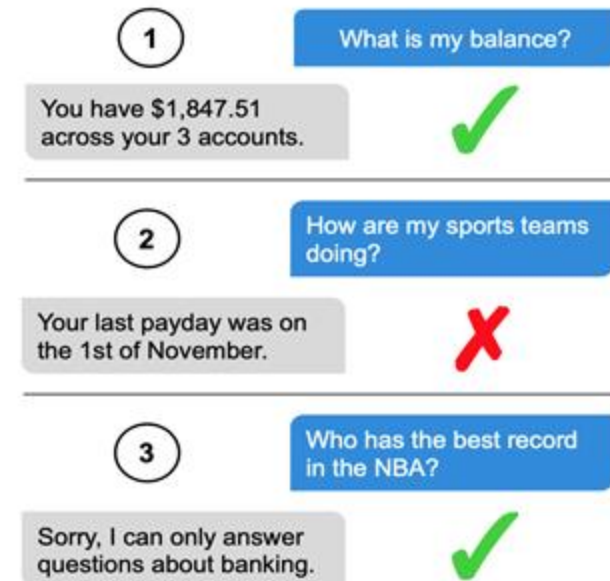 1
What is my balance?
You have $1,847.51
across your 3 accounts.
2
How are my sports teams
doing?
Your last payday was on
the 1st of November.
3
Who has the best record
in the NBA?
Sorry, I can only answer
questions about banking.